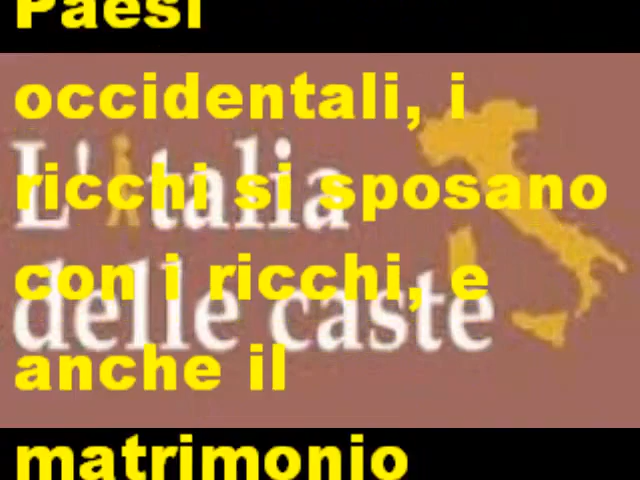 Paesi
occidentali, i
ricchi si sposano
con i ricchi, e
anche il
matrimonio
L'italia
delle caste